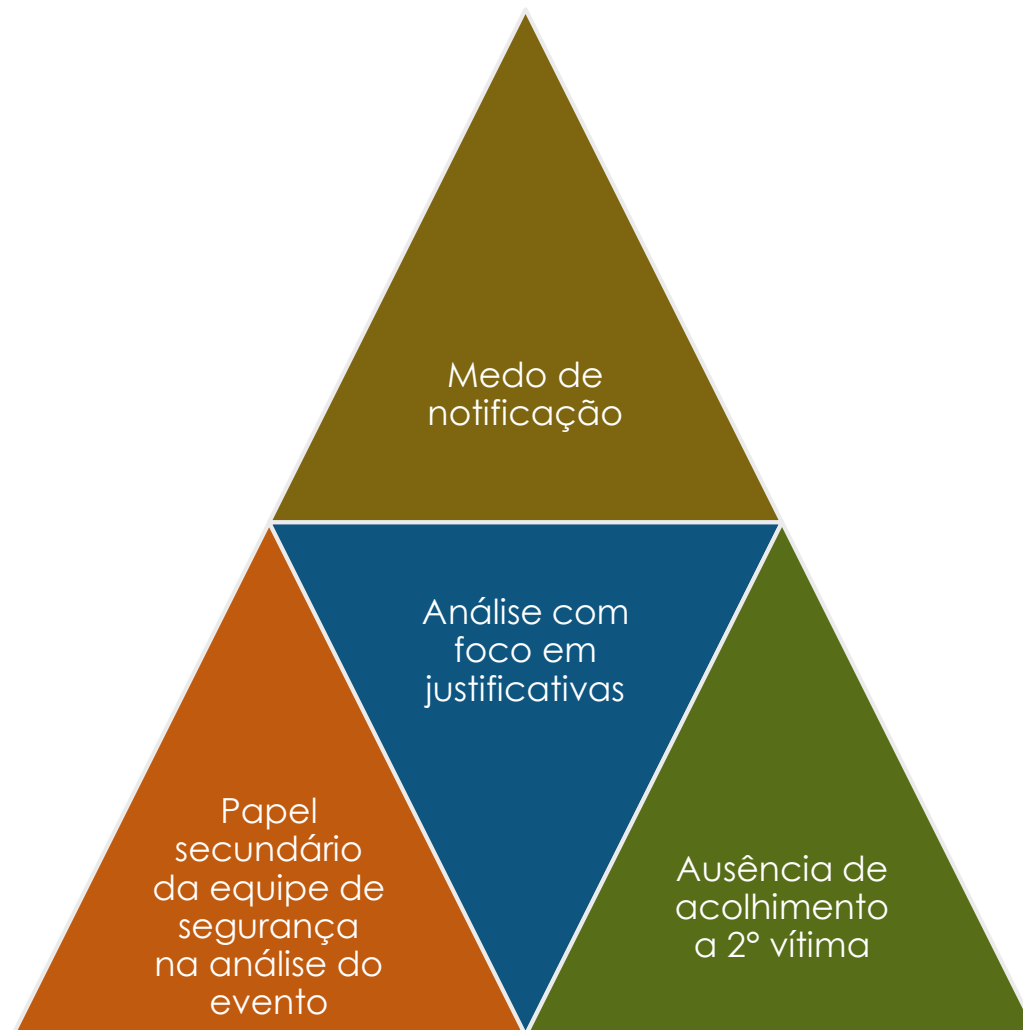 Medo de
notificação
Análise com
foco em
justificativas
Papel
secundário
da equipe de
segurança
na análise do
evento
Ausência de
acolhimento
a 2° vítima